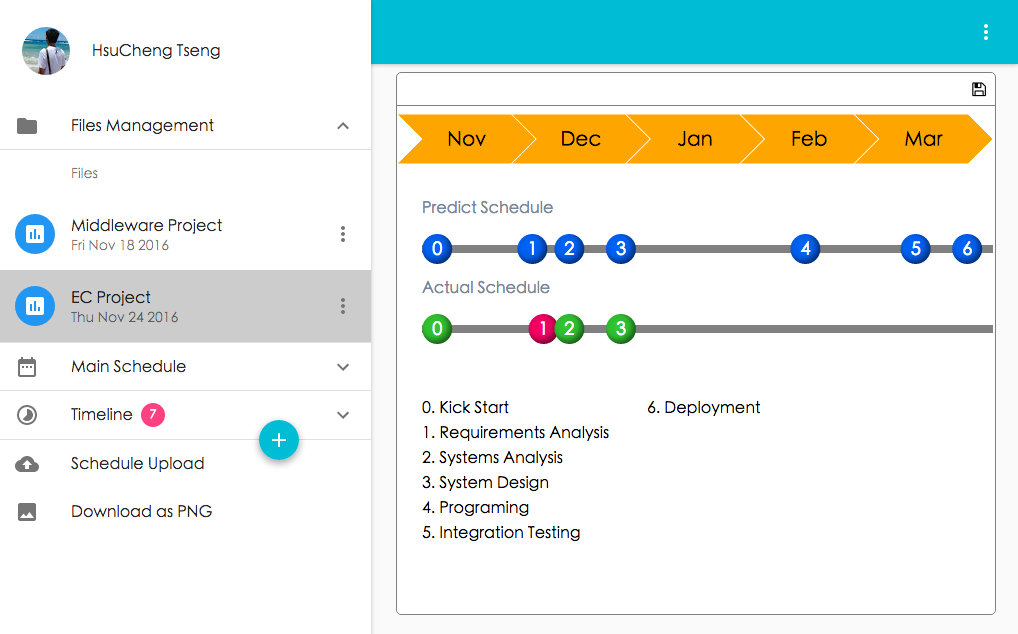 HsuCheng Tseng
Files Management
Files
Middleware Project
Fri Nov 18 2016
EC Project
Thu Nov 24 2016
Main Schedule
Timeline 7
Schedule Upload
Download as PNG
Nov Dec Jan Feb Mar
Predict Schedule
0 1 2 3 4 5 6
Actual Schedule
0 1 2 3
0. Kick Start
1. Requirements Analysis
2. Systems Analysis
3. System Design
4. Programing
5. Integration Testing
6. Deployment